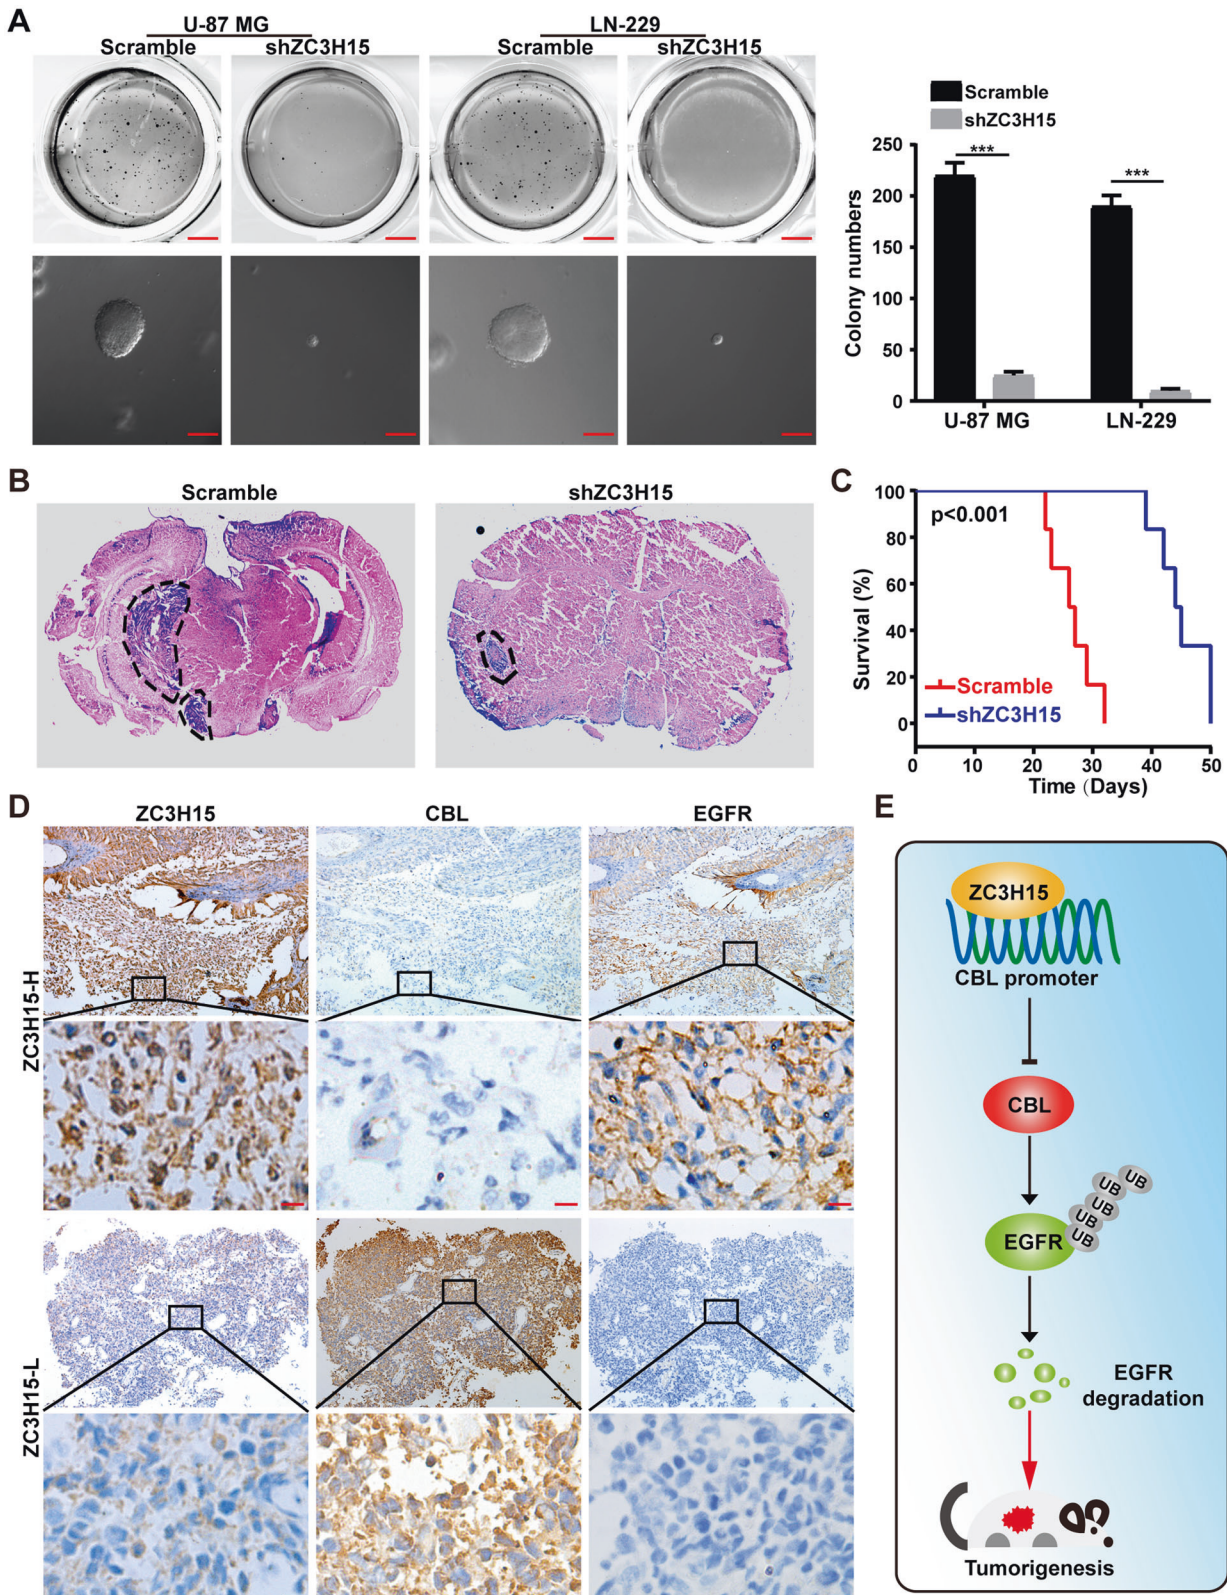 A
U-87 MG
LN-229
Scramble
shZC3H15
Scramble
shZC3H15
Scramble
shZC3H15
250
200
150
100
50
0
Colony numbers
***
***
U-87 MG
LN-229
B
Scramble
shZC3H15
C
100
80
60
40
20
0
Survival (%)
p<0.001
Scramble
shZC3H15
0
10
20
30
40
50
Time (Days)
D
ZC3H15
CBL
EGFR
ZC3H15-H
ZC3H15-L
E
ZC3H15
CBL promoter
CBL
UB
UB
UB
UB
UB
EGFR
EGFR
degradation
Tumorigenesis